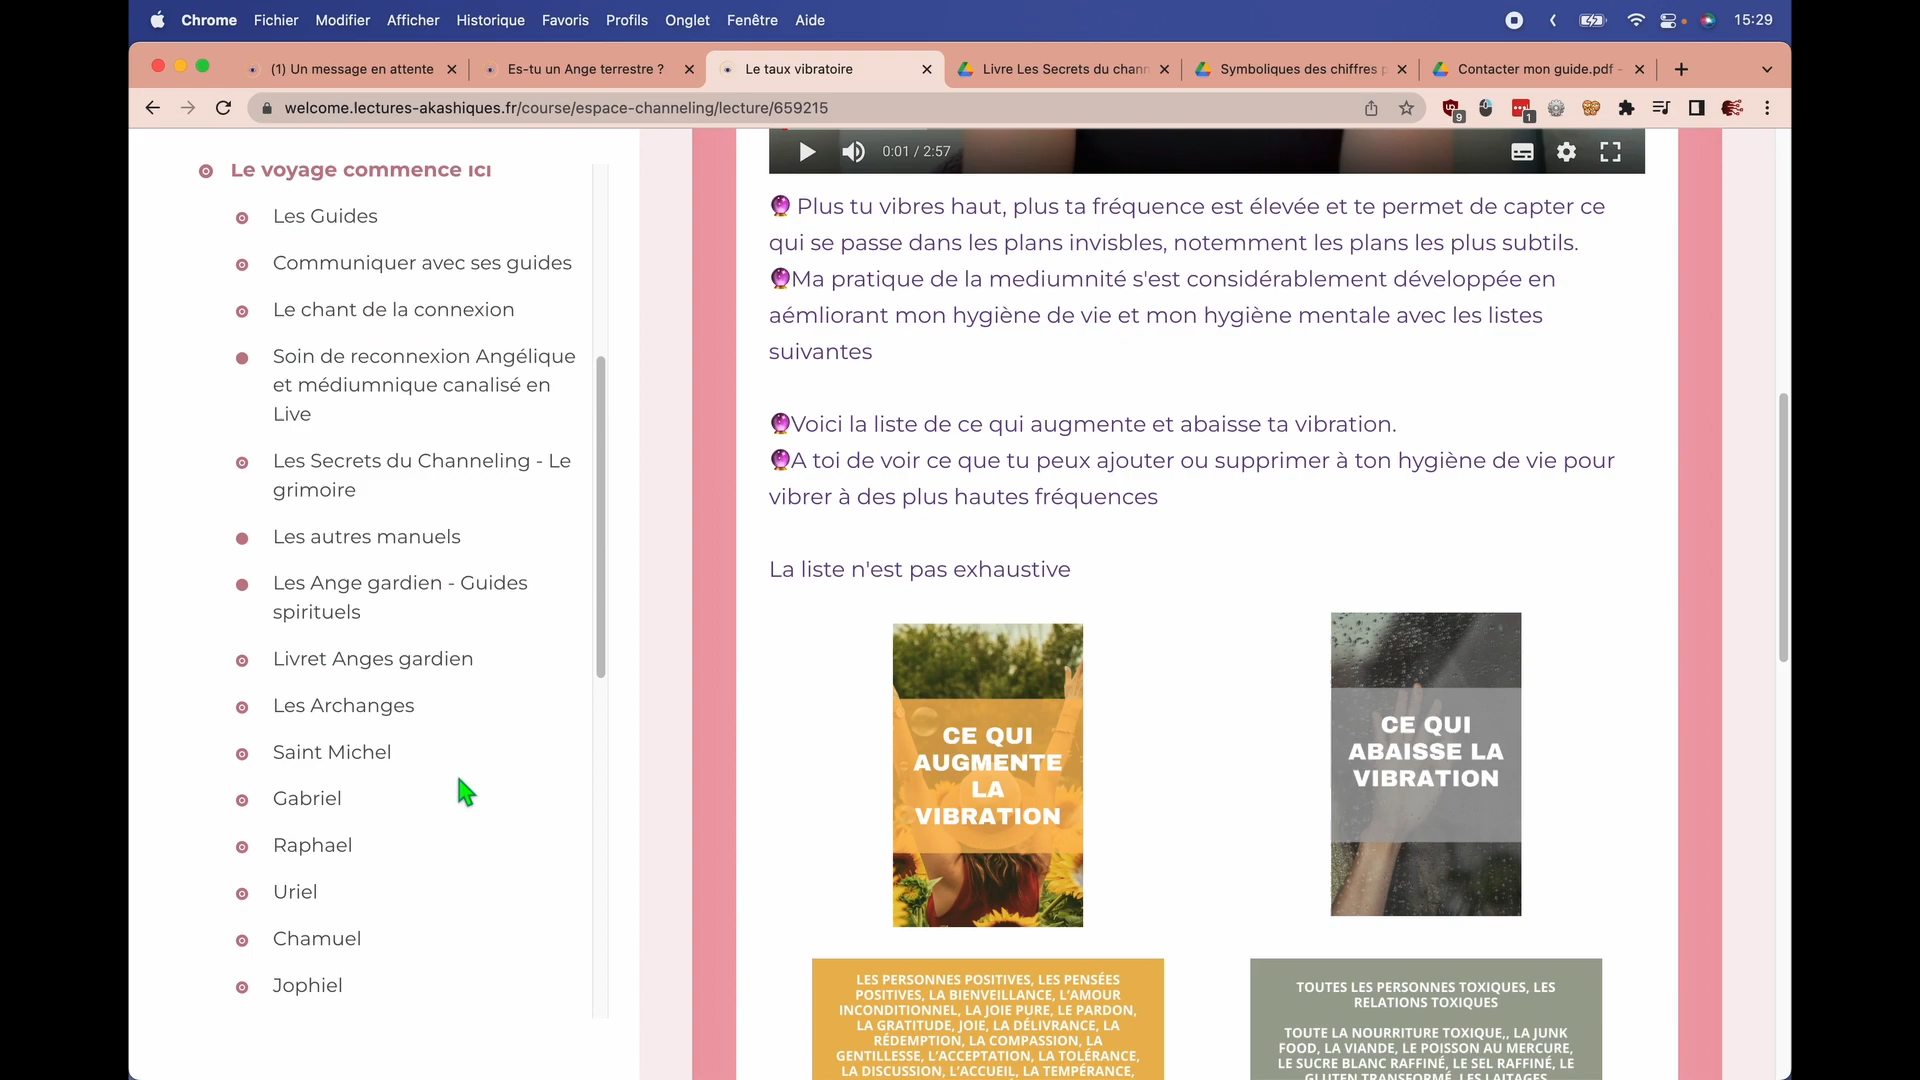 Chrome Fichier Modifier Afficher Historique Favoris Profils Onglet Fenêtre Aide 15:29
(1) Un message en attente Es-tu un Ange terrestre ? Le taux vibratoire Livre Les Secrets du chann Symboliques des chiffres p Contacter mon guide.pdf -
welcome.lectures-akashiques.fr/course/espace-channeling/lecture/659215 9 1
Le voyage commence ici
Les Guides
Communiquer avec ses guides
Le chant de la connexion
Soin de reconnexion Angélique
et médiumnique canalisé en
Live
Les Secrets du Channeling - Le
grimoire
Les autres manuels
Les Ange gardien - Guides
spirituels
Livret Anges gardien
Les Archanges
Saint Michel
Gabriel
Raphael
Uriel
Chamuel
Jophiel
0:01 / 2:57
Plus tu vibres haut, plus ta fréquence est élevée et te permet de capter ce
qui se passe dans les plans invisbles, notemment les plans les plus subtils.
Ma pratique de la mediumnité s'est considérablement développée en
aémliorant mon hygiène de vie et mon hygiène mentale avec les listes
suivantes
Voici la liste de ce qui augmente et abaisse ta vibration.
A toi de voir ce que tu peux ajouter ou supprimer à ton hygiène de vie pour
vibrer à des plus hautes fréquences
La liste n'est pas exhaustive
CE QUI
AUGMENTE
LA
VIBRATION
CE QUI
ABAISSE LA
VIBRATION
LES PERSONNES POSITIVES, LES PENSÉES
POSITIVES, LA BIENVEILLANCE, L'AMOUR
INCONDITIONNEL, LA JOIE PURE, LE PARDON,
LA GRATITUDE, JOIE, LA DÉLIVRANCE, LA
RÉDEMPTION, LA COMPASSION, LA
GENTILLESSE, L'ACCEPTATION, LA TOLÉRANCE,
LA DISCUSSION, L'ACCUEIL, LA TEMPÉRANCE,
TOUTES LES PERSONNES TOXIQUES, LES
RELATIONS TOXIQUES
TOUTE LA NOURRITURE TOXIQUE,, LA JUNK
FOOD, LA VIANDE, LE POISSON AU MERCURE,
LE SUCRE BLANC RAFFINÉ, LE SEL RAFFINÉ, LE
GLUTEN TRANSFORMÉ, LES LAITAGES